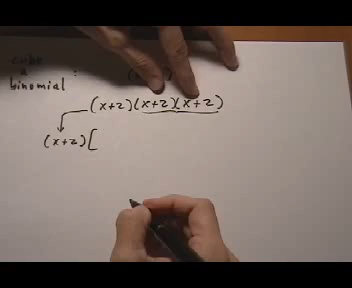 cube
a :
binomial
(x+2)(x+2)(x+2)
(x+2)[